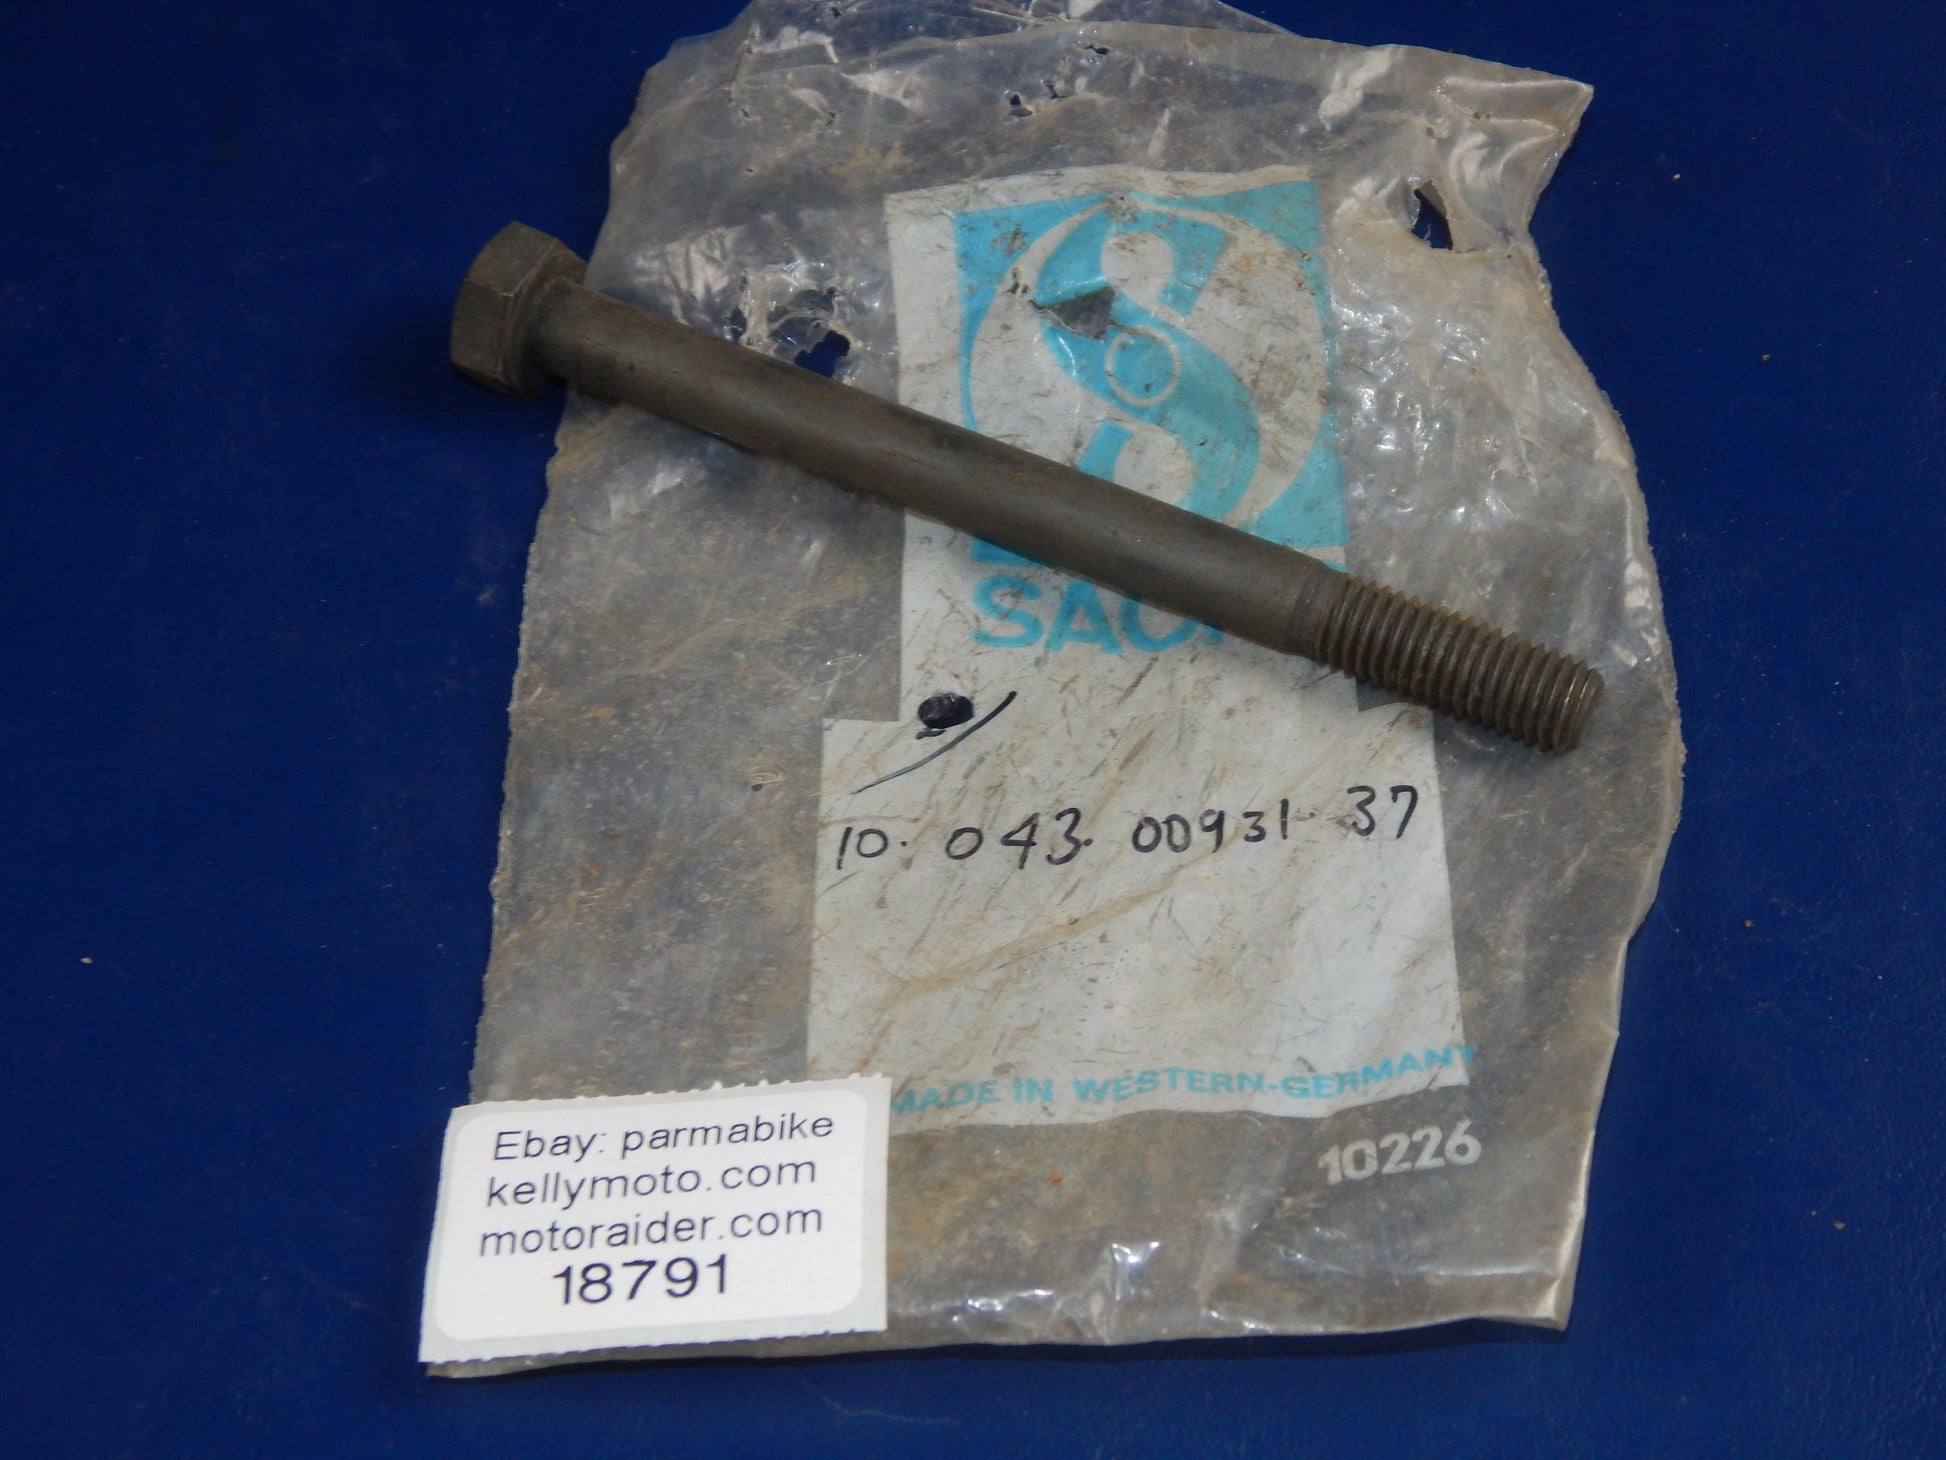 SAC
10. 043. 00931-37
MADE IN WESTERN-GERMANY
10226
Ebay: parmabike
kellymoto.com
motoraider.com
18791